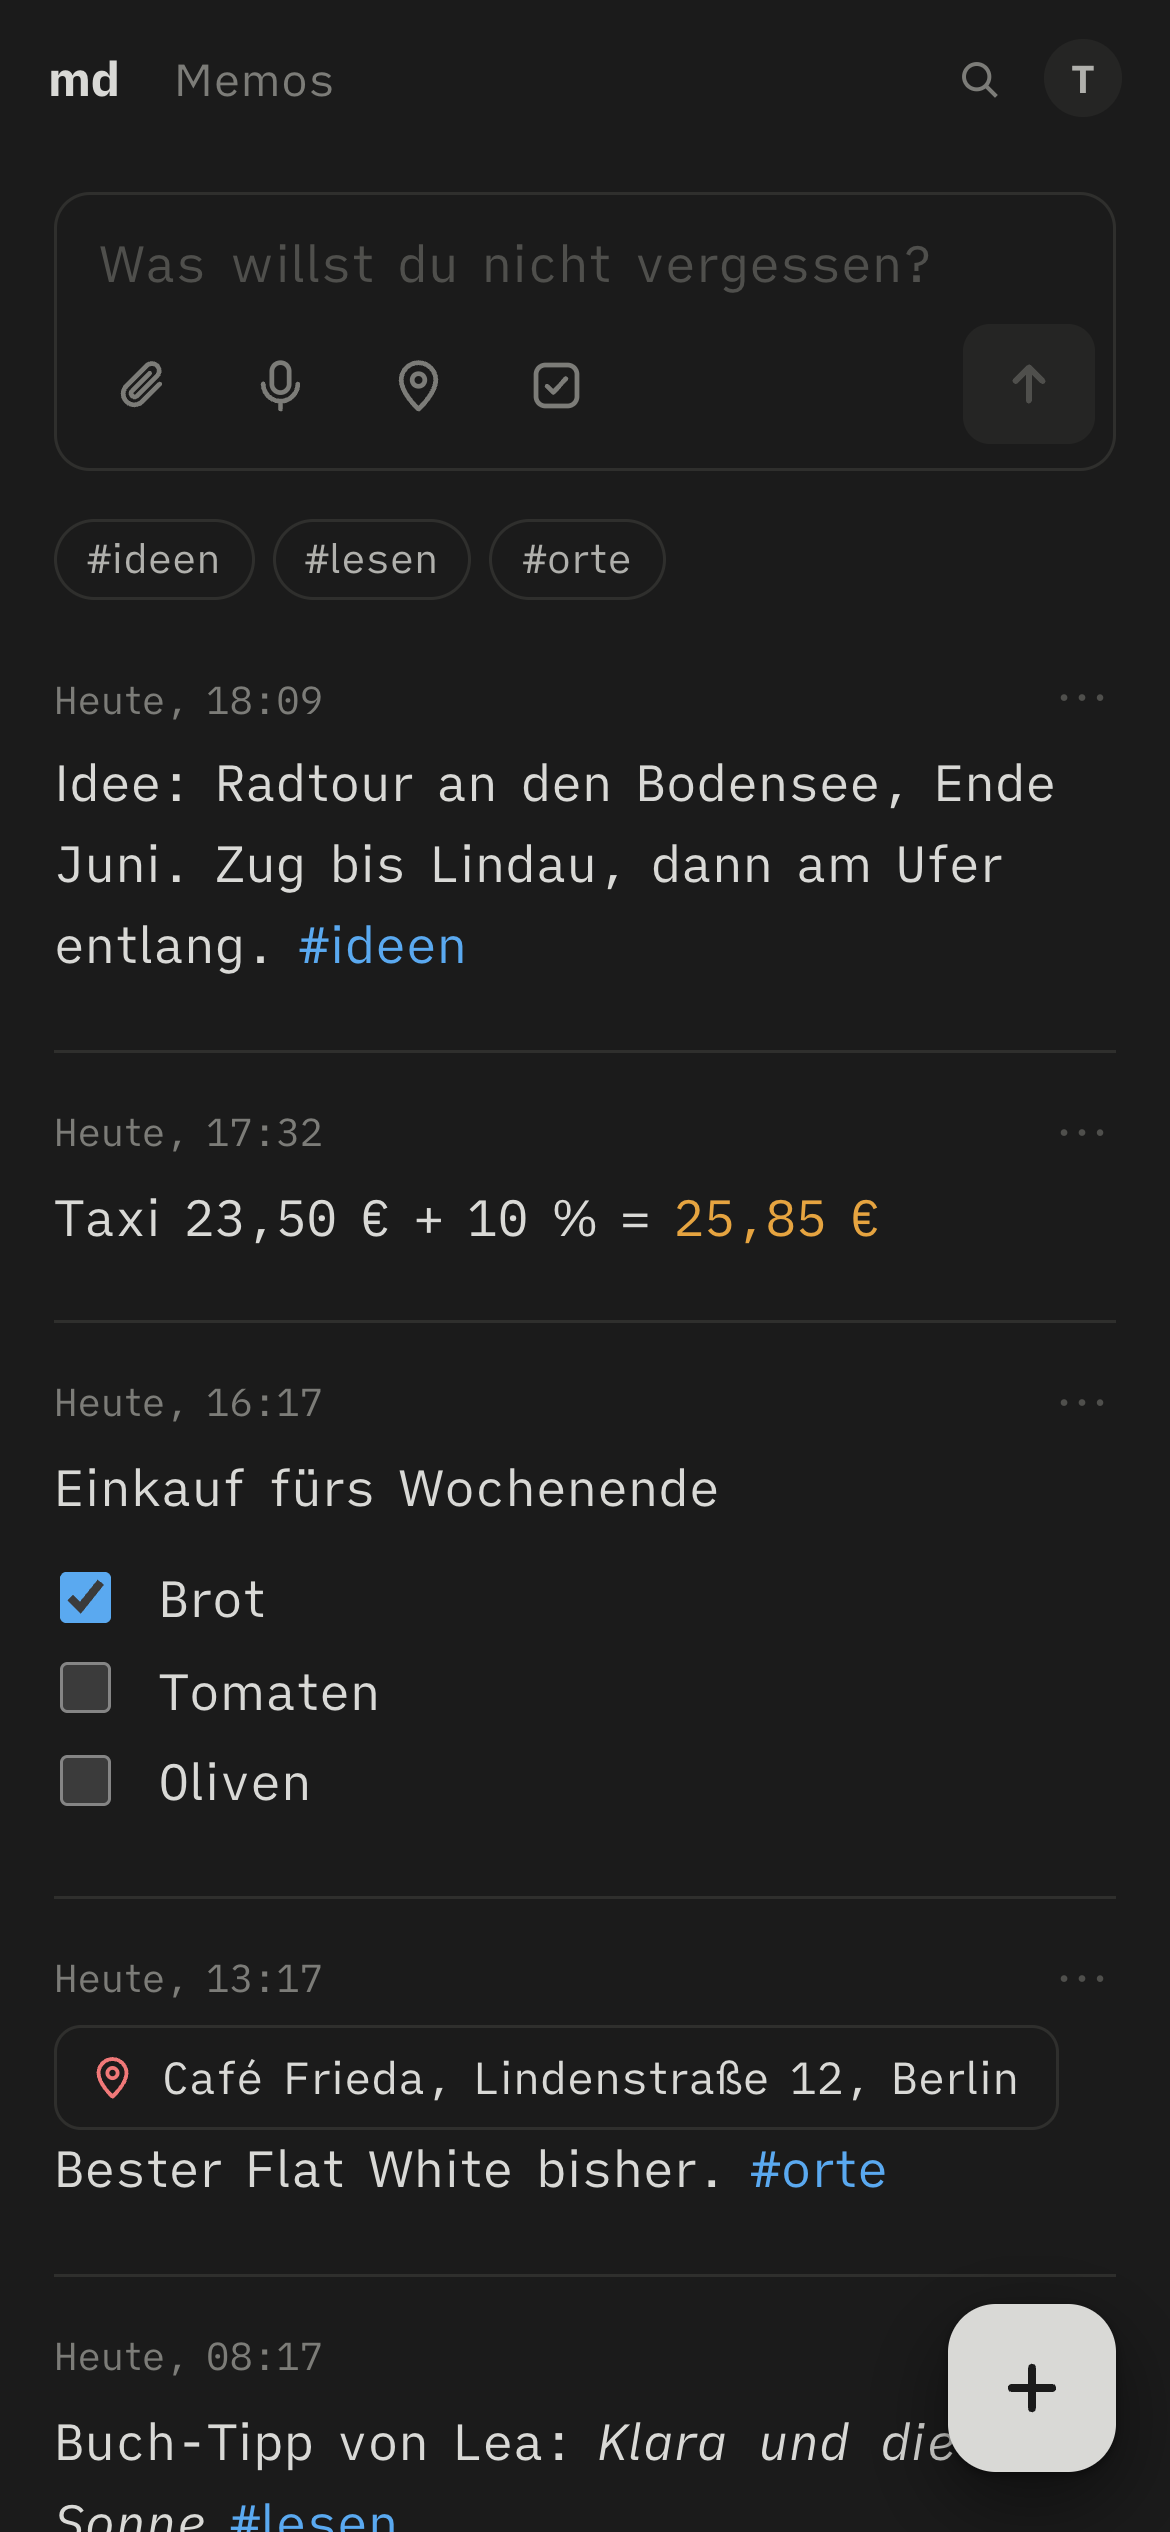 md Memos T
Was willst du nicht vergessen?
#ideen #lesen #orte
Heute, 18:09
Idee: Radtour an den Bodensee, Ende
Juni. Zug bis Lindau, dann am Ufer
entlang. #ideen
Heute, 17:32
Taxi 23,50 € + 10 % = 25,85 €
Heute, 16:17
Einkauf fürs Wochenende
Brot
Tomaten
Oliven
Heute, 13:17
Café Frieda, Lindenstraße 12, Berlin
Bester Flat White bisher. #orte
Heute, 08:17
Buch-Tipp von Lea: Klara und die
Sonne #lesen